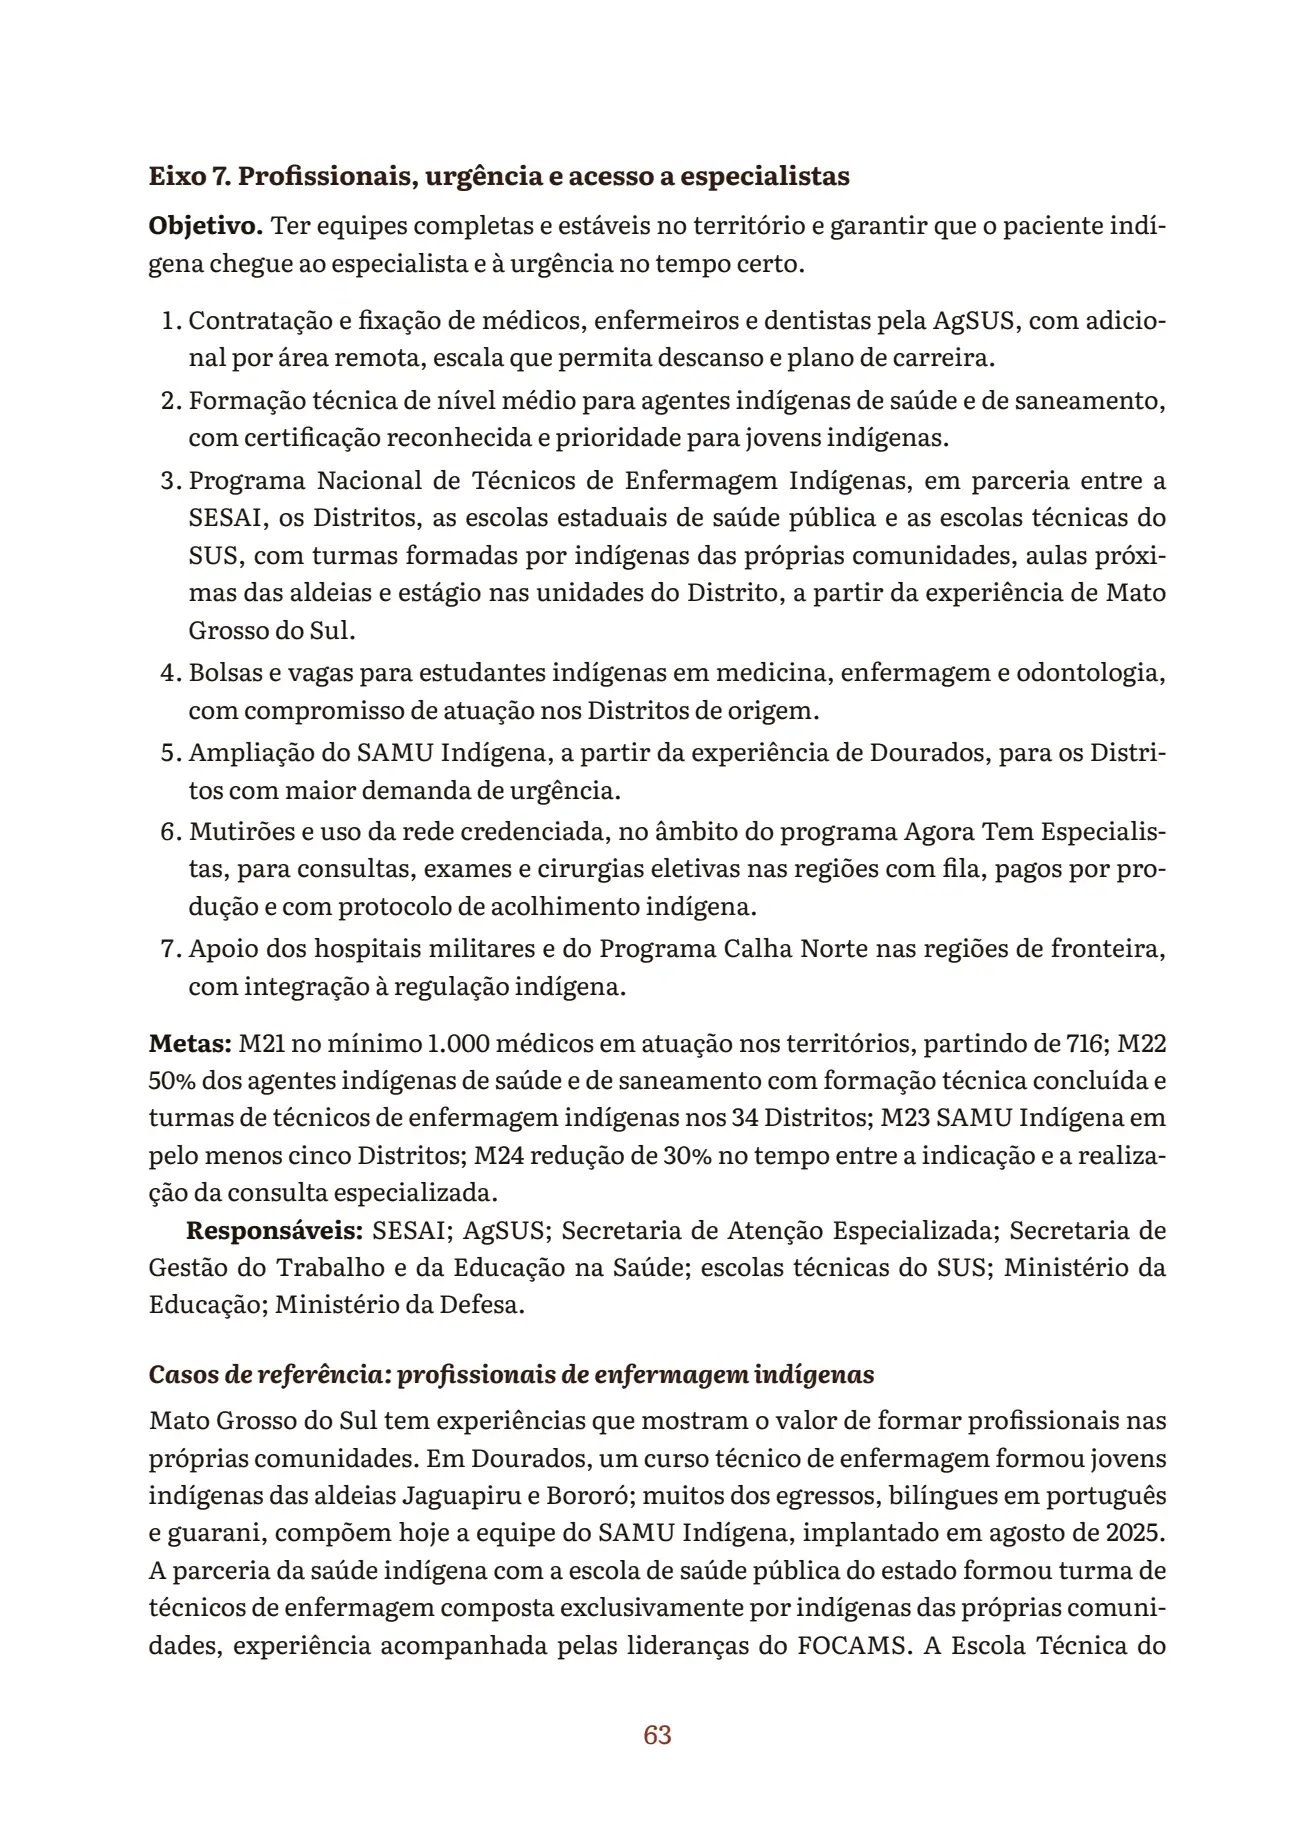 Eixo 7. Profissionais, urgência e acesso a especialistas
Objetivo. Ter equipes completas e estáveis no território e garantir que o paciente indí-
gena chegue ao especialista e à urgência no tempo certo.
1. Contratação e fixação de médicos, enfermeiros e dentistas pela AgSUS, com adicio-
nal por área remota, escala que permita descanso e plano de carreira.
2. Formação técnica de nível médio para agentes indígenas de saúde e de saneamento,
com certificação reconhecida e prioridade para jovens indígenas.
3. Programa Nacional de Técnicos de Enfermagem Indígenas, em parceria entre a
SESAI, os Distritos, as escolas estaduais de saúde pública e as escolas técnicas do
SUS, com turmas formadas por indígenas das próprias comunidades, aulas próxi-
mas das aldeias e estágio nas unidades do Distrito, a partir da experiência de Mato
Grosso do Sul.
4. Bolsas e vagas para estudantes indígenas em medicina, enfermagem e odontologia,
com compromisso de atuação nos Distritos de origem.
5. Ampliação do SAMU Indígena, a partir da experiência de Dourados, para os Distri-
tos com maior demanda de urgência.
6. Mutirões e uso da rede credenciada, no âmbito do programa Agora Tem Especialis-
tas, para consultas, exames e cirurgias eletivas nas regiões com fila, pagos por pro-
dução e com protocolo de acolhimento indígena.
7. Apoio dos hospitais militares e do Programa Calha Norte nas regiões de fronteira,
com integração à regulação indígena.
Metas: M21 no mínimo 1.000 médicos em atuação nos territórios, partindo de 716; M22
50% dos agentes indígenas de saúde e de saneamento com formação técnica concluída e
turmas de técnicos de enfermagem indígenas nos 34 Distritos; M23 SAMU Indígena em
pelo menos cinco Distritos; M24 redução de 30% no tempo entre a indicação e a realiza-
ção da consulta especializada.
Responsáveis: SESAI; AgSUS; Secretaria de Atenção Especializada; Secretaria de
Gestão do Trabalho e da Educação na Saúde; escolas técnicas do SUS; Ministério da
Educação; Ministério da Defesa.
Casos de referência: profissionais de enfermagem indígenas
Mato Grosso do Sul tem experiências que mostram o valor de formar profissionais nas
próprias comunidades. Em Dourados, um curso técnico de enfermagem formou jovens
indígenas das aldeias Jaguapiru e Bororó; muitos dos egressos, bilíngues em português
e guarani, compõem hoje a equipe do SAMU Indígena, implantado em agosto de 2025.
A parceria da saúde indígena com a escola de saúde pública do estado formou turma de
técnicos de enfermagem composta exclusivamente por indígenas das próprias comuni-
dades, experiência acompanhada pelas lideranças do FOCAMS. A Escola Técnica do
63